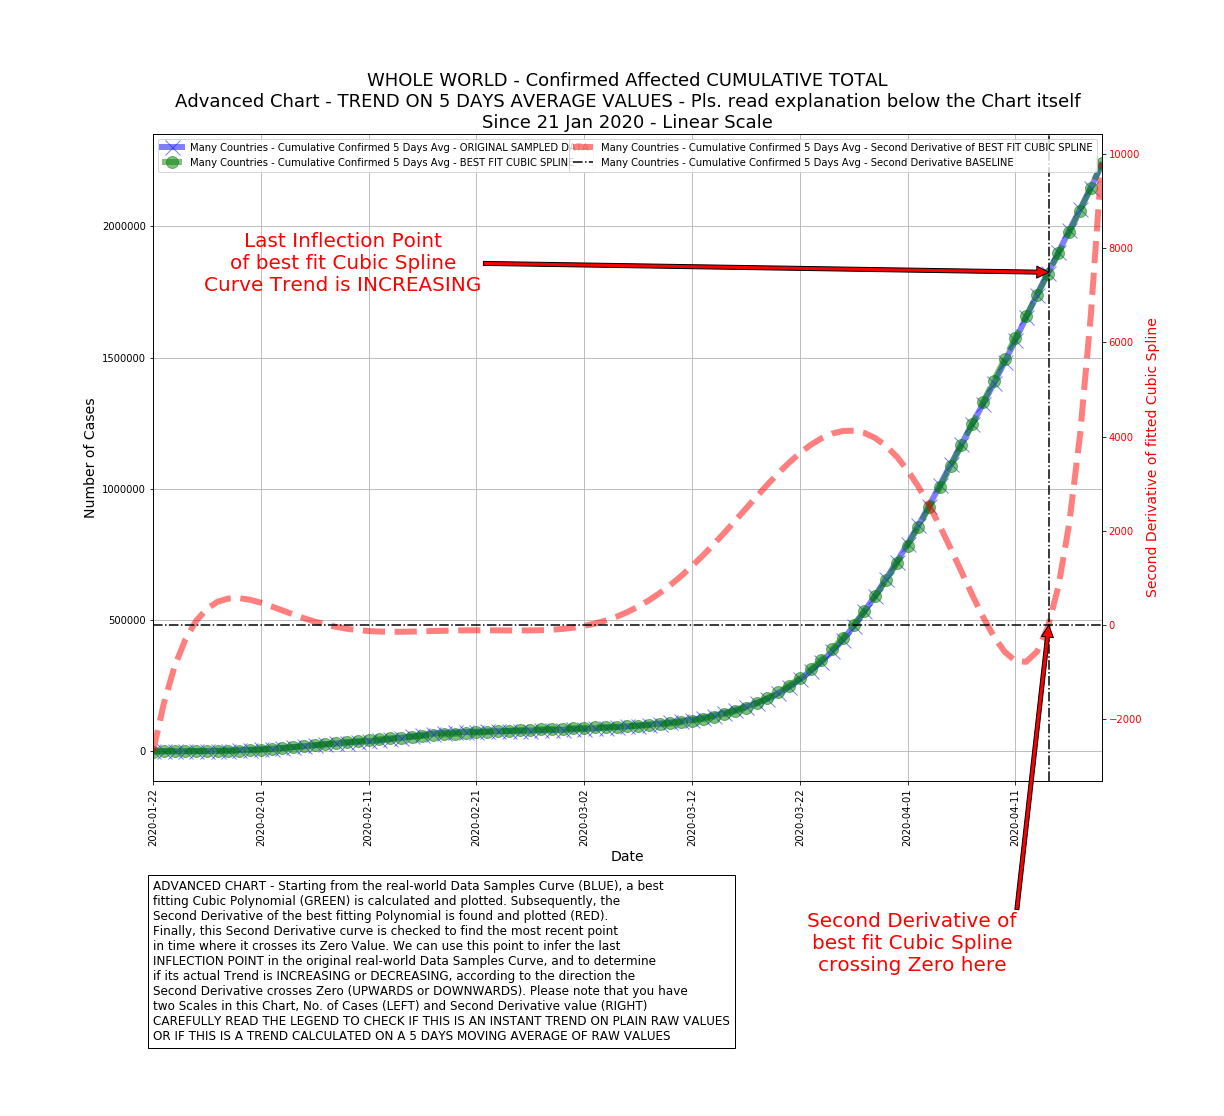 WHOLE WORLD - Confirmed Affected CUMULATIVE TOTAL
Advanced Chart - TREND ON 5 DAYS AVERAGE VALUES - Pls. read explanation below the Chart itself
Since 21 Jan 2020 - Linear Scale
Many Countries - Cumulative Confirmed 5 Days Avg - ORIGINAL SAMPLED DATA
Many Countries - Cumulative Confirmed 5 Days Avg - BEST FIT CUBIC SPLIN
Many Countries - Cumulative Confirmed 5 Days Avg - Second Derivative of BEST FIT CUBIC SPLINE
Many Countries - Cumulative Confirmed 5 Days Avg - Second Derivative BASELINE
Last Inflection Point
of best fit Cubic Spline
Curve Trend is INCREASING
Number of Cases
2000000
1500000
1000000
500000
0
10000
8000
6000
4000
2000
0
−2000
Second Derivative of fitted Cubic Spline
2020-01-22
2020-02-01
2020-02-11
2020-02-21
2020-03-02
2020-03-12
2020-03-22
2020-04-01
2020-04-11
Date
Second Derivative of
best fit Cubic Spline
crossing Zero here
ADVANCED CHART - Starting from the real-world Data Samples Curve (BLUE), a best
fitting Cubic Polynomial (GREEN) is calculated and plotted. Subsequently, the
Second Derivative of the best fitting Polynomial is found and plotted (RED).
Finally, this Second Derivative curve is checked to find the most recent point
in time where it crosses its Zero Value. We can use this point to infer the last
INFLECTION POINT in the original real-world Data Samples Curve, and to determine
if its actual Trend is INCREASING or DECREASING, according to the direction the
Second Derivative crosses Zero (UPWARDS or DOWNWARDS). Please note that you have
two Scales in this Chart, No. of Cases (LEFT) and Second Derivative value (RIGHT)
CAREFULLY READ THE LEGEND TO CHECK IF THIS IS AN INSTANT TREND ON PLAIN RAW VALUES
OR IF THIS IS A TREND CALCULATED ON A 5 DAYS MOVING AVERAGE OF RAW VALUES